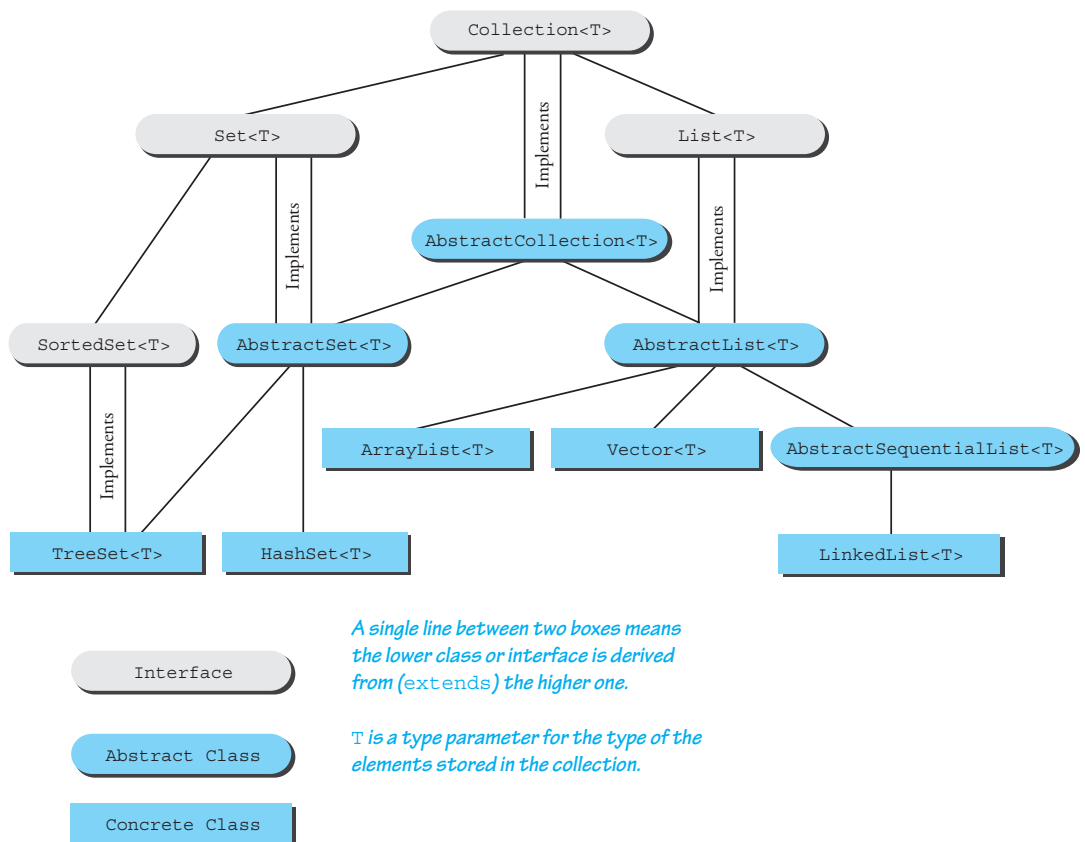 Collection<T>
Implements
Set<T>
List<T>
Implements
Implements
AbstractCollection<T>
SortedSet<T>
AbstractSet<T>
AbstractList<T>
Implements
ArrayList<T>
Vector<T>
AbstractSequentialList<T>
TreeSet<T>
HashSet<T>
LinkedList<T>
A single line between two boxes means
the lower class or interface is derived
from (extends) the higher one.
Interface
T is a type parameter for the type of the
elements stored in the collection.
Abstract Class
Concrete Class